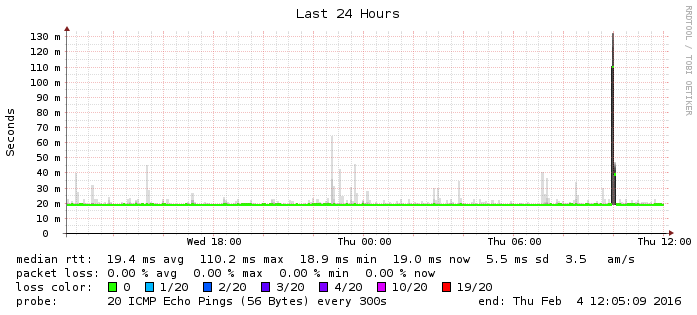 Last 24 Hours
RRDTOOL / TOBI OETIKER
Seconds
130 m
120 m
110 m
100 m
90 m
80 m
70 m
60 m
50 m
40 m
30 m
20 m
10 m
0
Wed 18:00 Thu 00:00 Thu 06:00 Thu 12:00
median rtt: 19.4 ms avg 110.2 ms max 18.9 ms min 19.0 ms now 5.5 ms sd 3.5 am/s
packet loss: 0.00 % avg 0.00 % max 0.00 % min 0.00 % now
loss color: 0 1/20 2/20 3/20 4/20 10/20 19/20
probe: 20 ICMP Echo Pings (56 Bytes) every 300s end: Thu Feb 4 12:05:09 2016